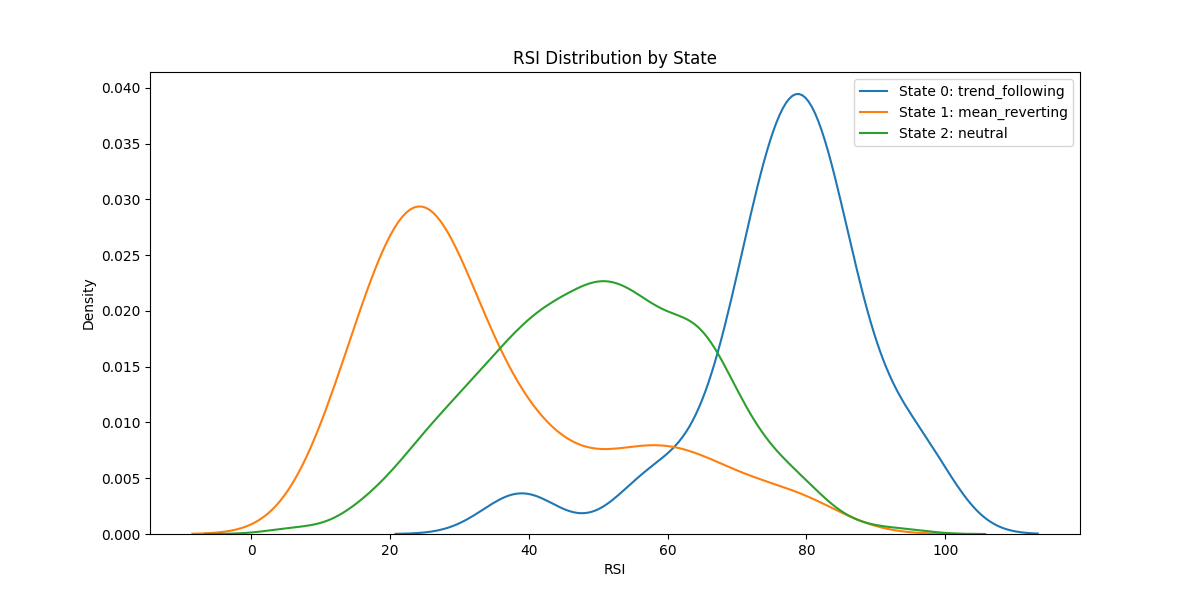 RSI Distribution by State
State 0: trend_following
State 1: mean_reverting
State 2: neutral
0.040
0.035
0.030
0.025
0.020
0.015
0.010
0.005
0.000
Density
0 20 40 60 80 100
RSI